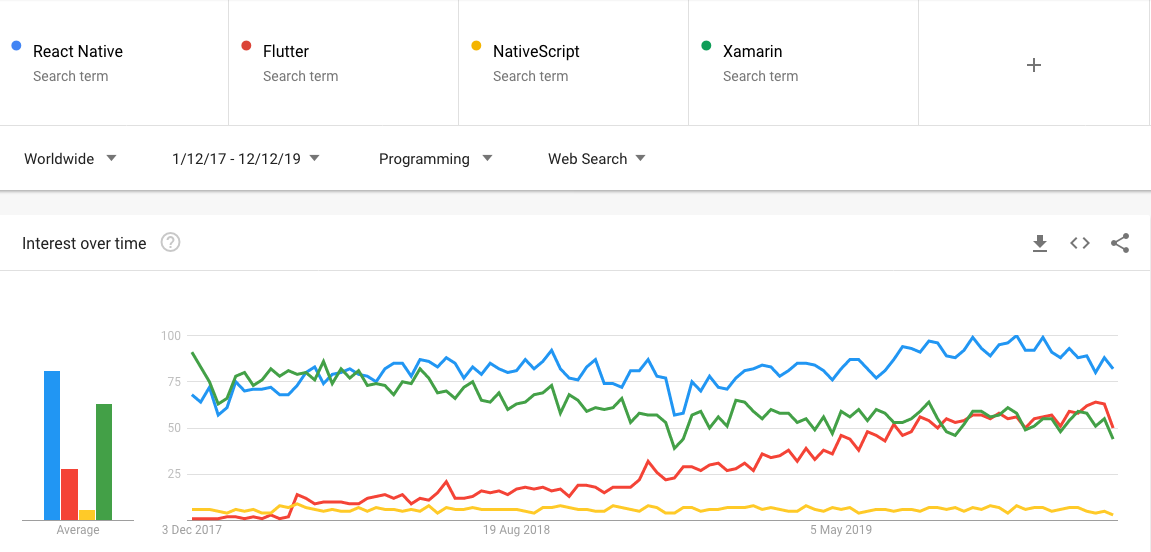 React Native Flutter NativeScript Xamarin
Search term Search term Search term Search term
Worldwide 1/12/17 - 12/12/19 Programming Web Search
Interest over time ?
100
75
50
25
Average 3 Dec 2017 19 Aug 2018 5 May 2019